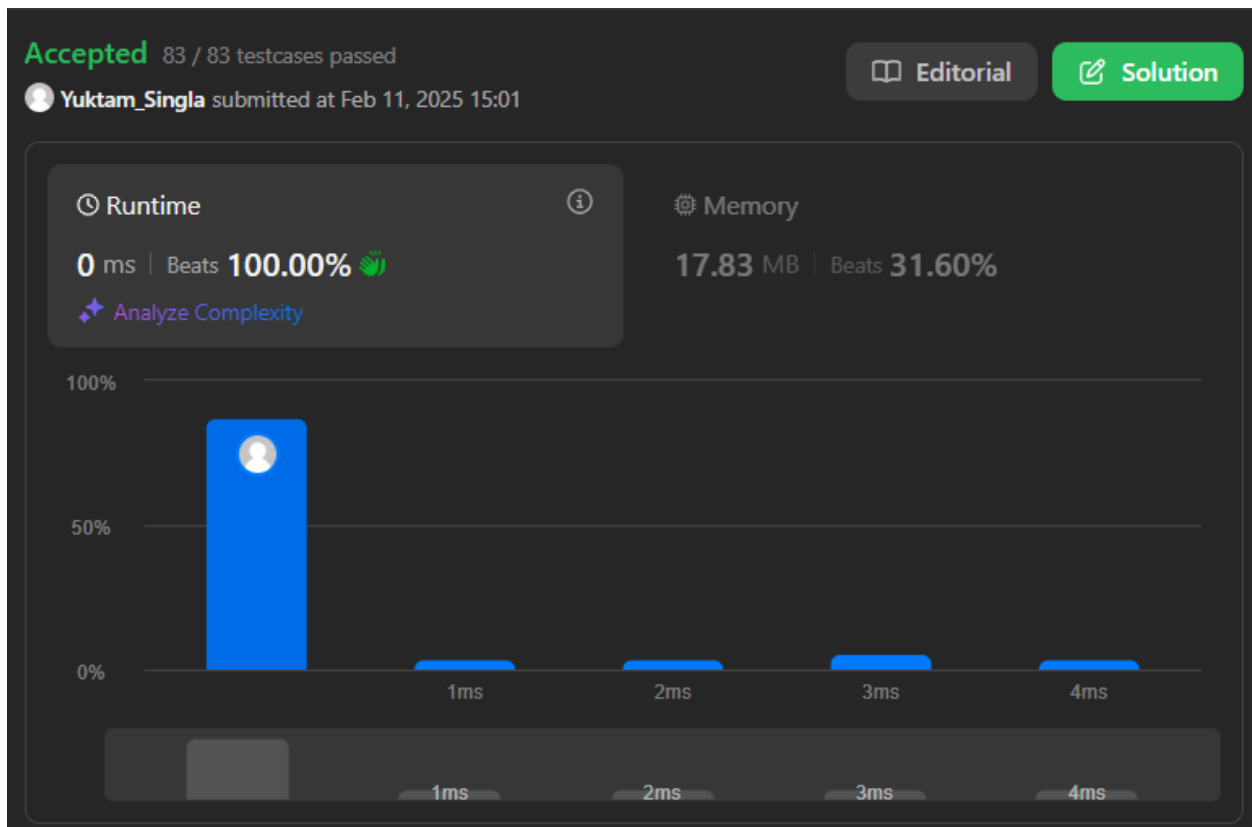 Accepted 83 / 83 testcases passed
Editorial
Solution
Yuktam_Singla submitted at Feb 11, 2025 15:01
Runtime
0 ms | Beats 100.00%
Analyze Complexity
Memory
17.83 MB | Beats 31.60%
100%
50%
0%
1ms 2ms 3ms 4ms
1ms 2ms 3ms 4ms